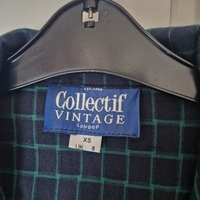 Collectif
VINTAGE
LONDON
XS
UK 8